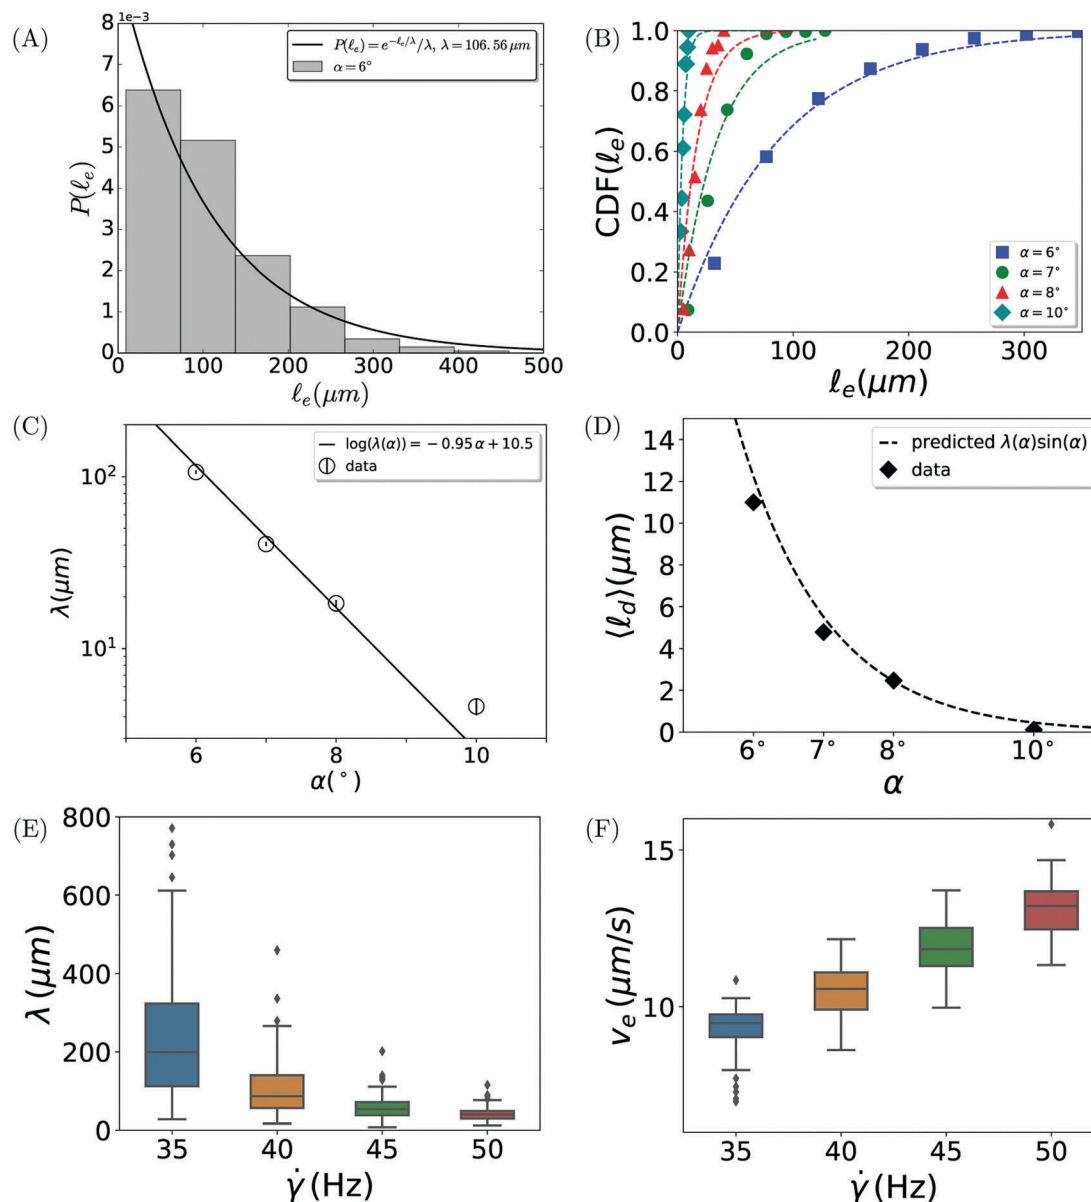 (A)
1e−3
P(ℓe) = e^−ℓe/λ/λ, λ = 106.56 μm
α = 6°
8
7
6
5
4
3
2
1
0
P(ℓe)
0 100 200 300 400 500
ℓe(μm)
(B)
1.0
0.8
0.6
0.4
0.2
0.0
CDF(ℓe)
α = 6°
α = 7°
α = 8°
α = 10°
0 100 200 300
ℓe(μm)
(C)
log(λ(α)) = −0.95α + 10.5
data
10²
10¹
λ(μm)
6 8 10
α(°)
(D)
predicted λ(α)sin(α)
data
14
12
10
8
6
4
2
0
⟨ℓd⟩(μm)
6° 7° 8° 10°
α
(E)
800
600
400
200
0
λ (μm)
35 40 45 50
γ̇ (Hz)
(F)
15
10
ve (μm/s)
35 40 45 50
γ̇ (Hz)